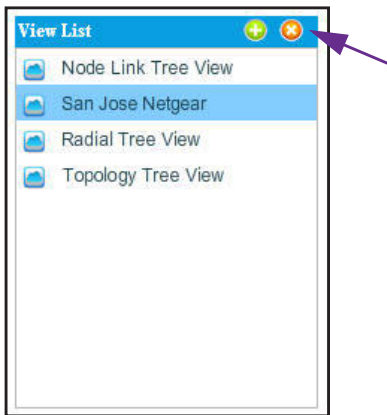 View List
Node Link Tree View
San Jose Netgear
Radial Tree View
Topology Tree View